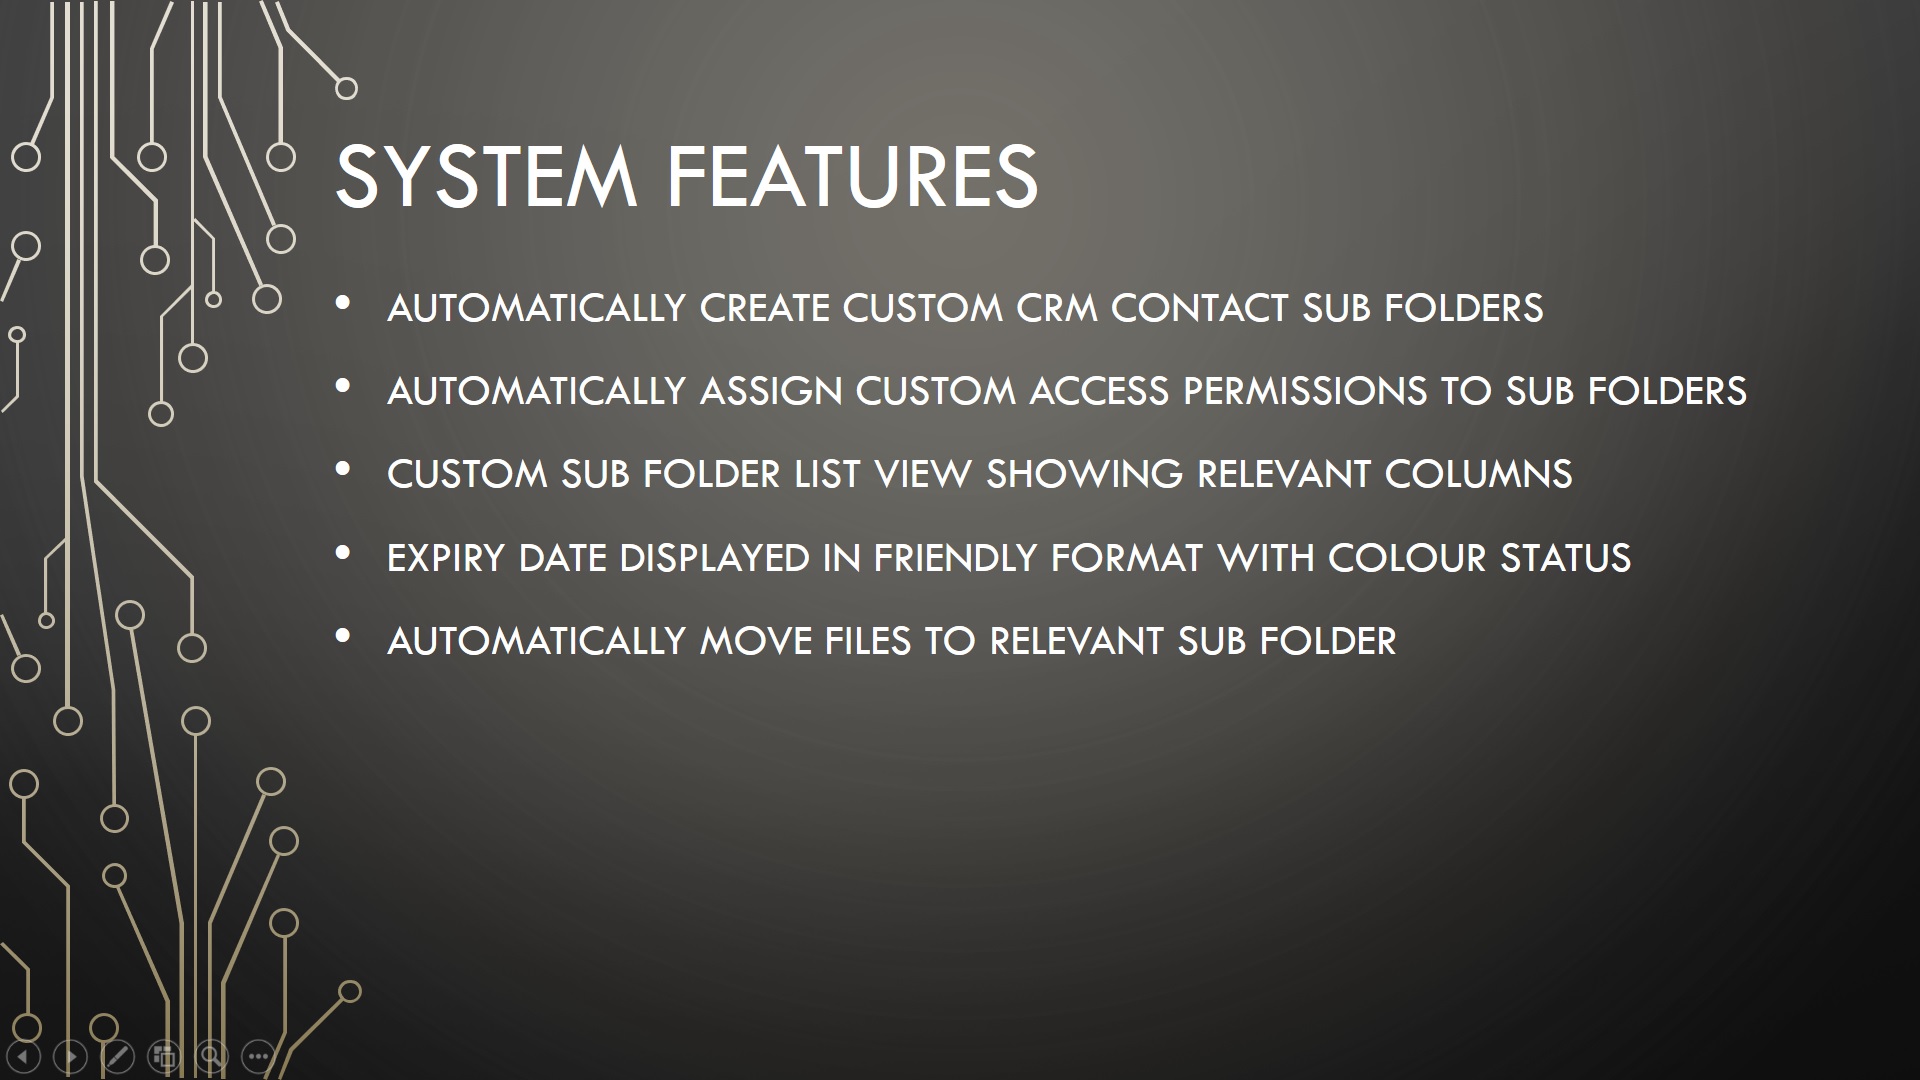 SYSTEM FEATURES
• AUTOMATICALLY CREATE CUSTOM CRM CONTACT SUB FOLDERS
• AUTOMATICALLY ASSIGN CUSTOM ACCESS PERMISSIONS TO SUB FOLDERS
• CUSTOM SUB FOLDER LIST VIEW SHOWING RELEVANT COLUMNS
• EXPIRY DATE DISPLAYED IN FRIENDLY FORMAT WITH COLOUR STATUS
• AUTOMATICALLY MOVE FILES TO RELEVANT SUB FOLDER